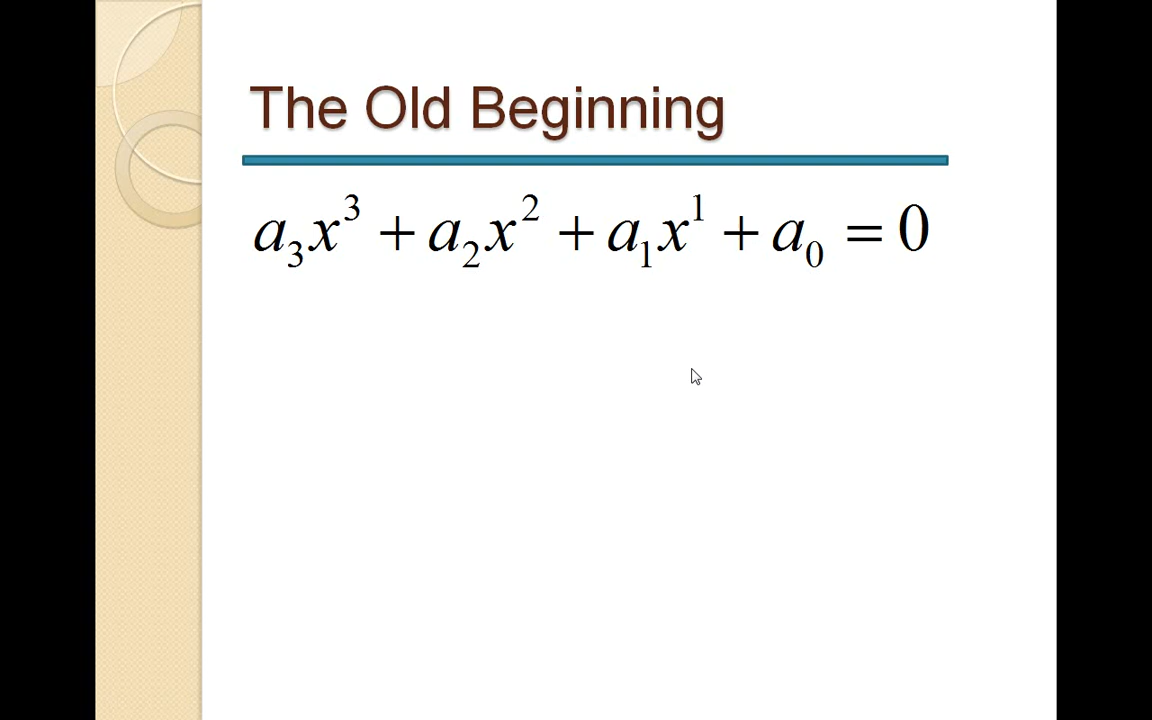 The Old Beginning
a₃x³ + a₂x² + a₁x¹ + a₀ = 0